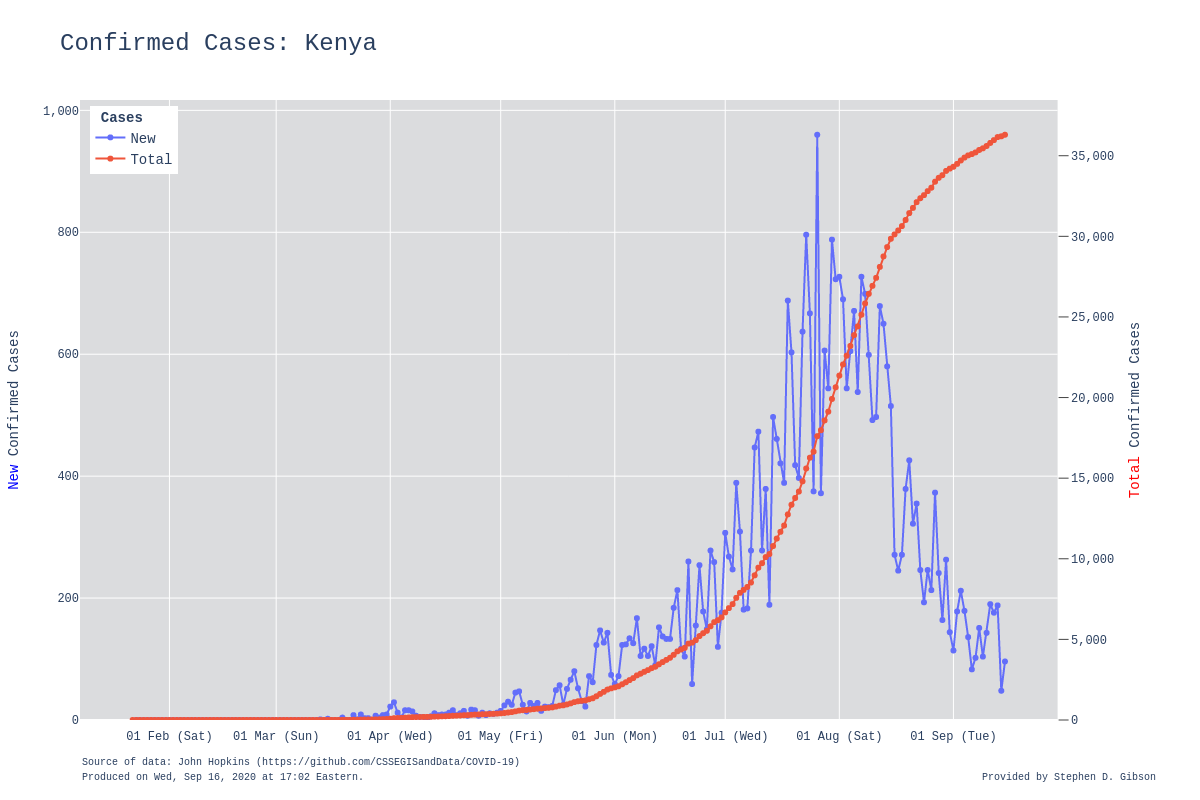 Confirmed Cases: Kenya
Cases
New
Total
1,000
800
600
400
200
0
New Confirmed Cases
35,000
30,000
25,000
20,000
15,000
10,000
5,000
0
Total Confirmed Cases
01 Feb (Sat)
01 Mar (Sun)
01 Apr (Wed)
01 May (Fri)
01 Jun (Mon)
01 Jul (Wed)
01 Aug (Sat)
01 Sep (Tue)
Source of data: John Hopkins (https://github.com/CSSEGISandData/COVID-19)
Produced on Wed, Sep 16, 2020 at 17:02 Eastern.
Provided by Stephen D. Gibson